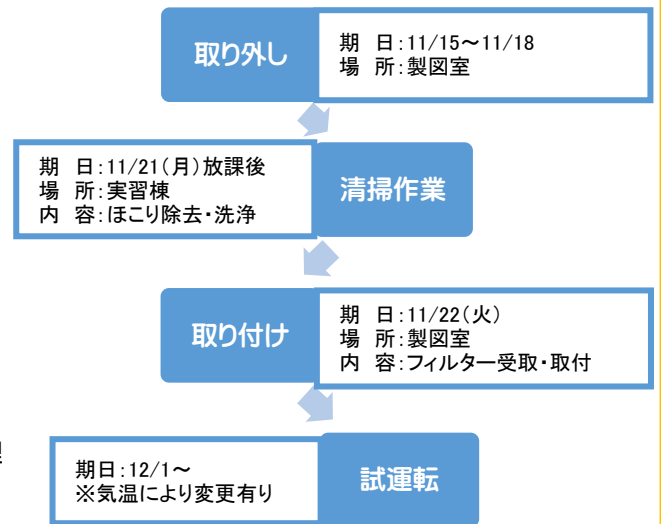 取り外し
期　日:11/15～11/18
場　所:製図室
期　日:11/21(月)放課後
場　所:実習棟
内　容:ほこり除去・洗浄
清掃作業
取り付け
期　日:11/22(火)
場　所:製図室
内　容:フィルター受取・取付
期日:12/1～
※気温により変更有り
試運転